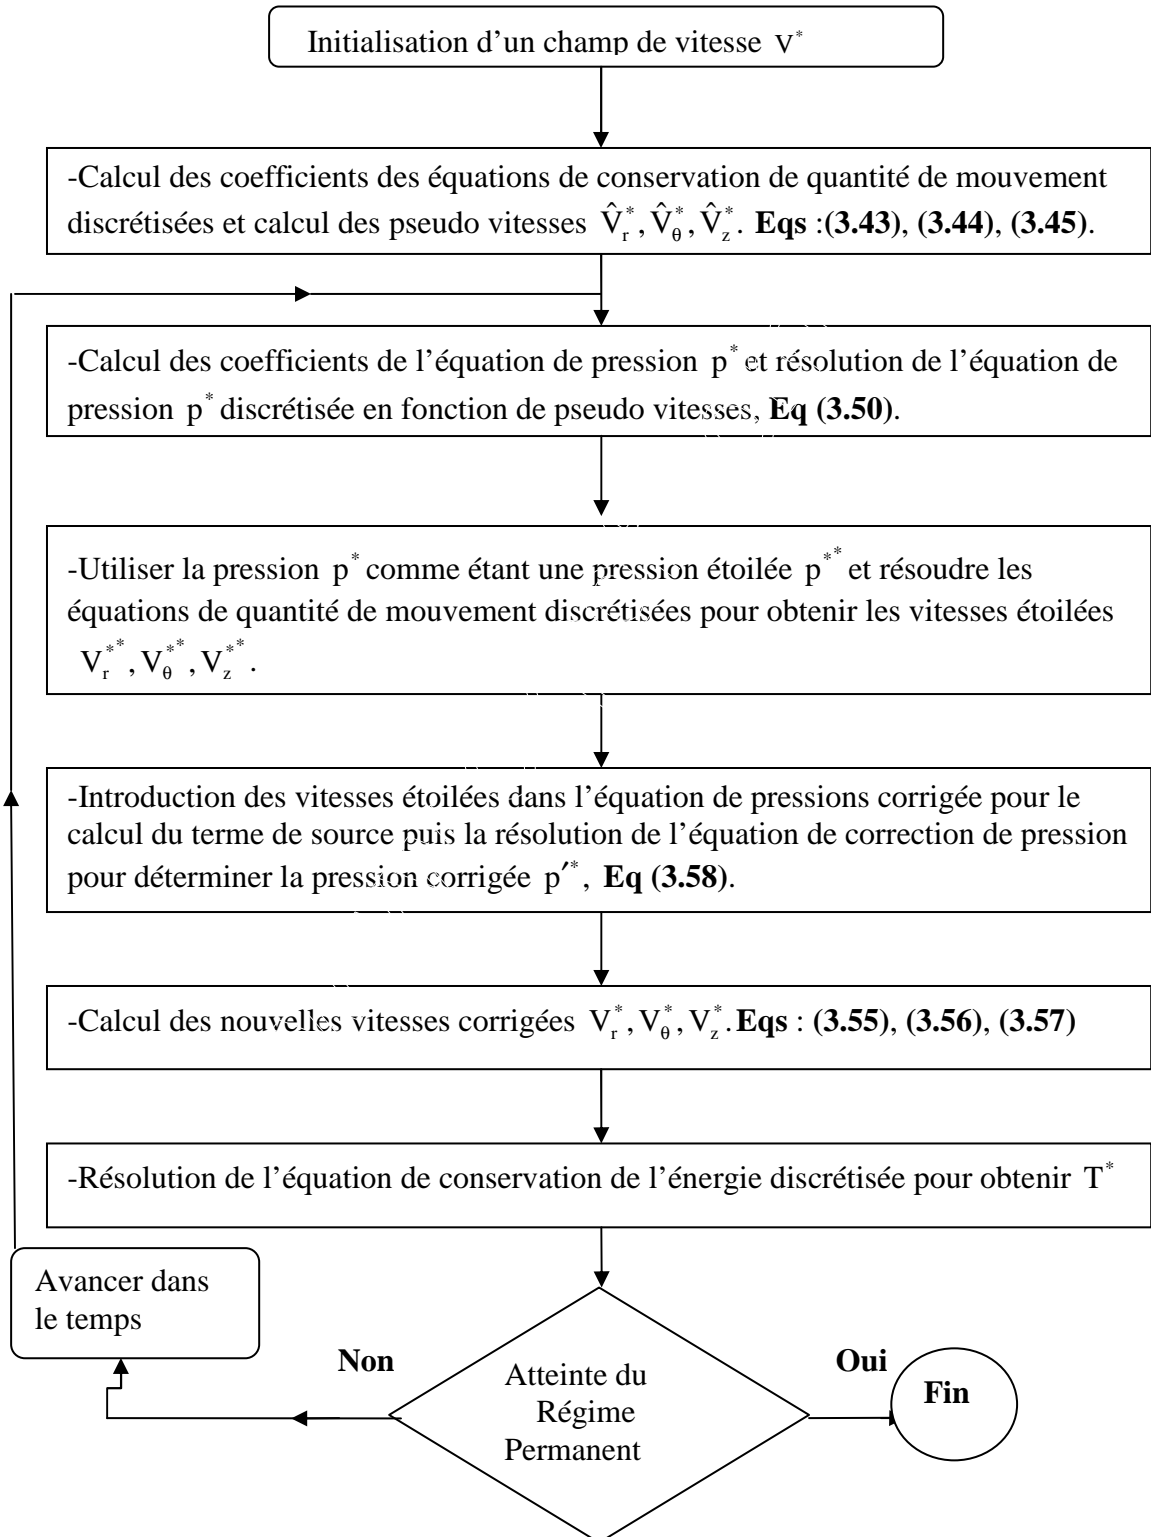 Initialisation d’un champ de vitesse V*
-Calcul des coefficients des équations de conservation de quantité de mouvement
discrétisées et calcul des pseudo vitesses V̂*r, V̂*θ, V̂*z. Eqs :(3.43), (3.44), (3.45).
-Calcul des coefficients de l’équation de pression p* et résolution de l’équation de
pression p* discrétisée en fonction de pseudo vitesses, Eq (3.50).
-Utiliser la pression p* comme étant une pression étoilée p** et résoudre les
équations de quantité de mouvement discrétisées pour obtenir les vitesses étoilées
V**r, V**θ, V**z.
-Introduction des vitesses étoilées dans l’équation de pressions corrigée pour le
calcul du terme de source puis la résolution de l’équation de correction de pression
pour déterminer la pression corrigée p′*, Eq (3.58).
-Calcul des nouvelles vitesses corrigées V*r, V*θ, V*z. Eqs : (3.55), (3.56), (3.57)
-Résolution de l’équation de conservation de l’énergie discrétisée pour obtenir T*
Avancer dans
le temps
Non
Atteinte du
Régime
Permanent
Oui
Fin